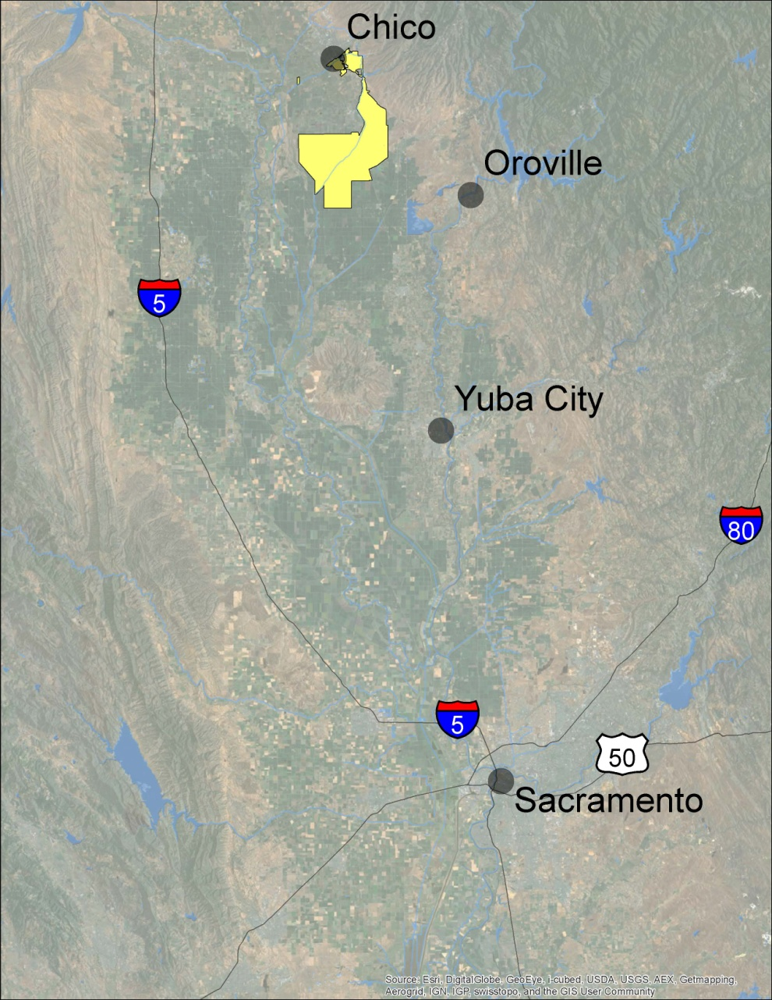 Chico
Oroville
5
Yuba City
80
5
50
Sacramento
Source: Esri, DigitalGlobe, GeoEye, i-cubed, USDA, USGS, AEX, Getmapping,
Aerogrid, IGN, IGP, swisstopo, and the GIS User Community